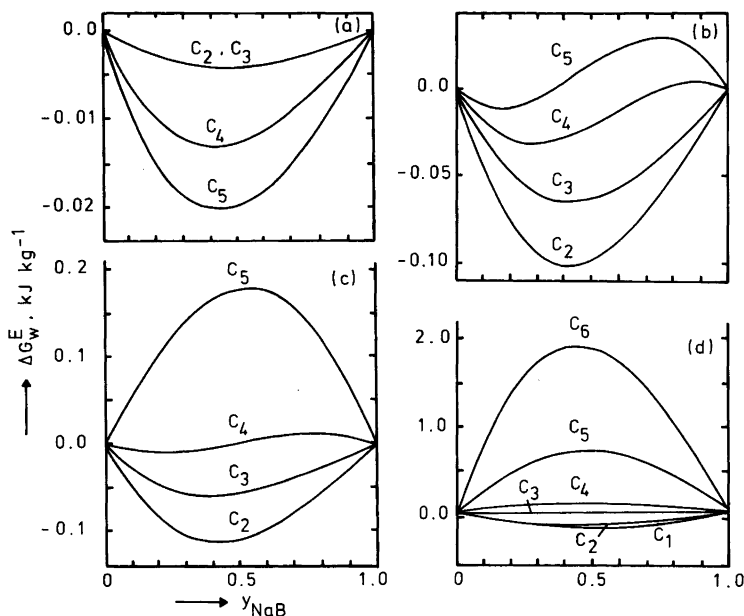 (a)
0.0
-0.01
-0.02
C2 , C3
C4
C5
(b)
0.0
-0.05
-0.10
C5
C4
C3
C2
(c)
0.2
0.1
0.0
-0.1
C5
C4
C3
C2
0 0.5 1.0
(d)
2.0
1.0
0.0
C6
C5
C4
C3
C2
C1
0 0.5 1.0
ΔG_w^E , kJ kg⁻¹
y_NaB